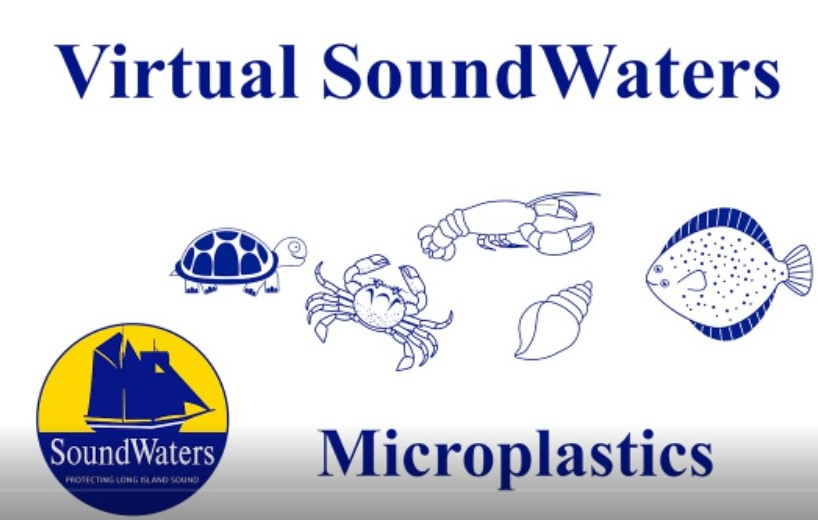 Virtual SoundWaters
SoundWaters
PROTECTING LONG ISLAND SOUND
Microplastics